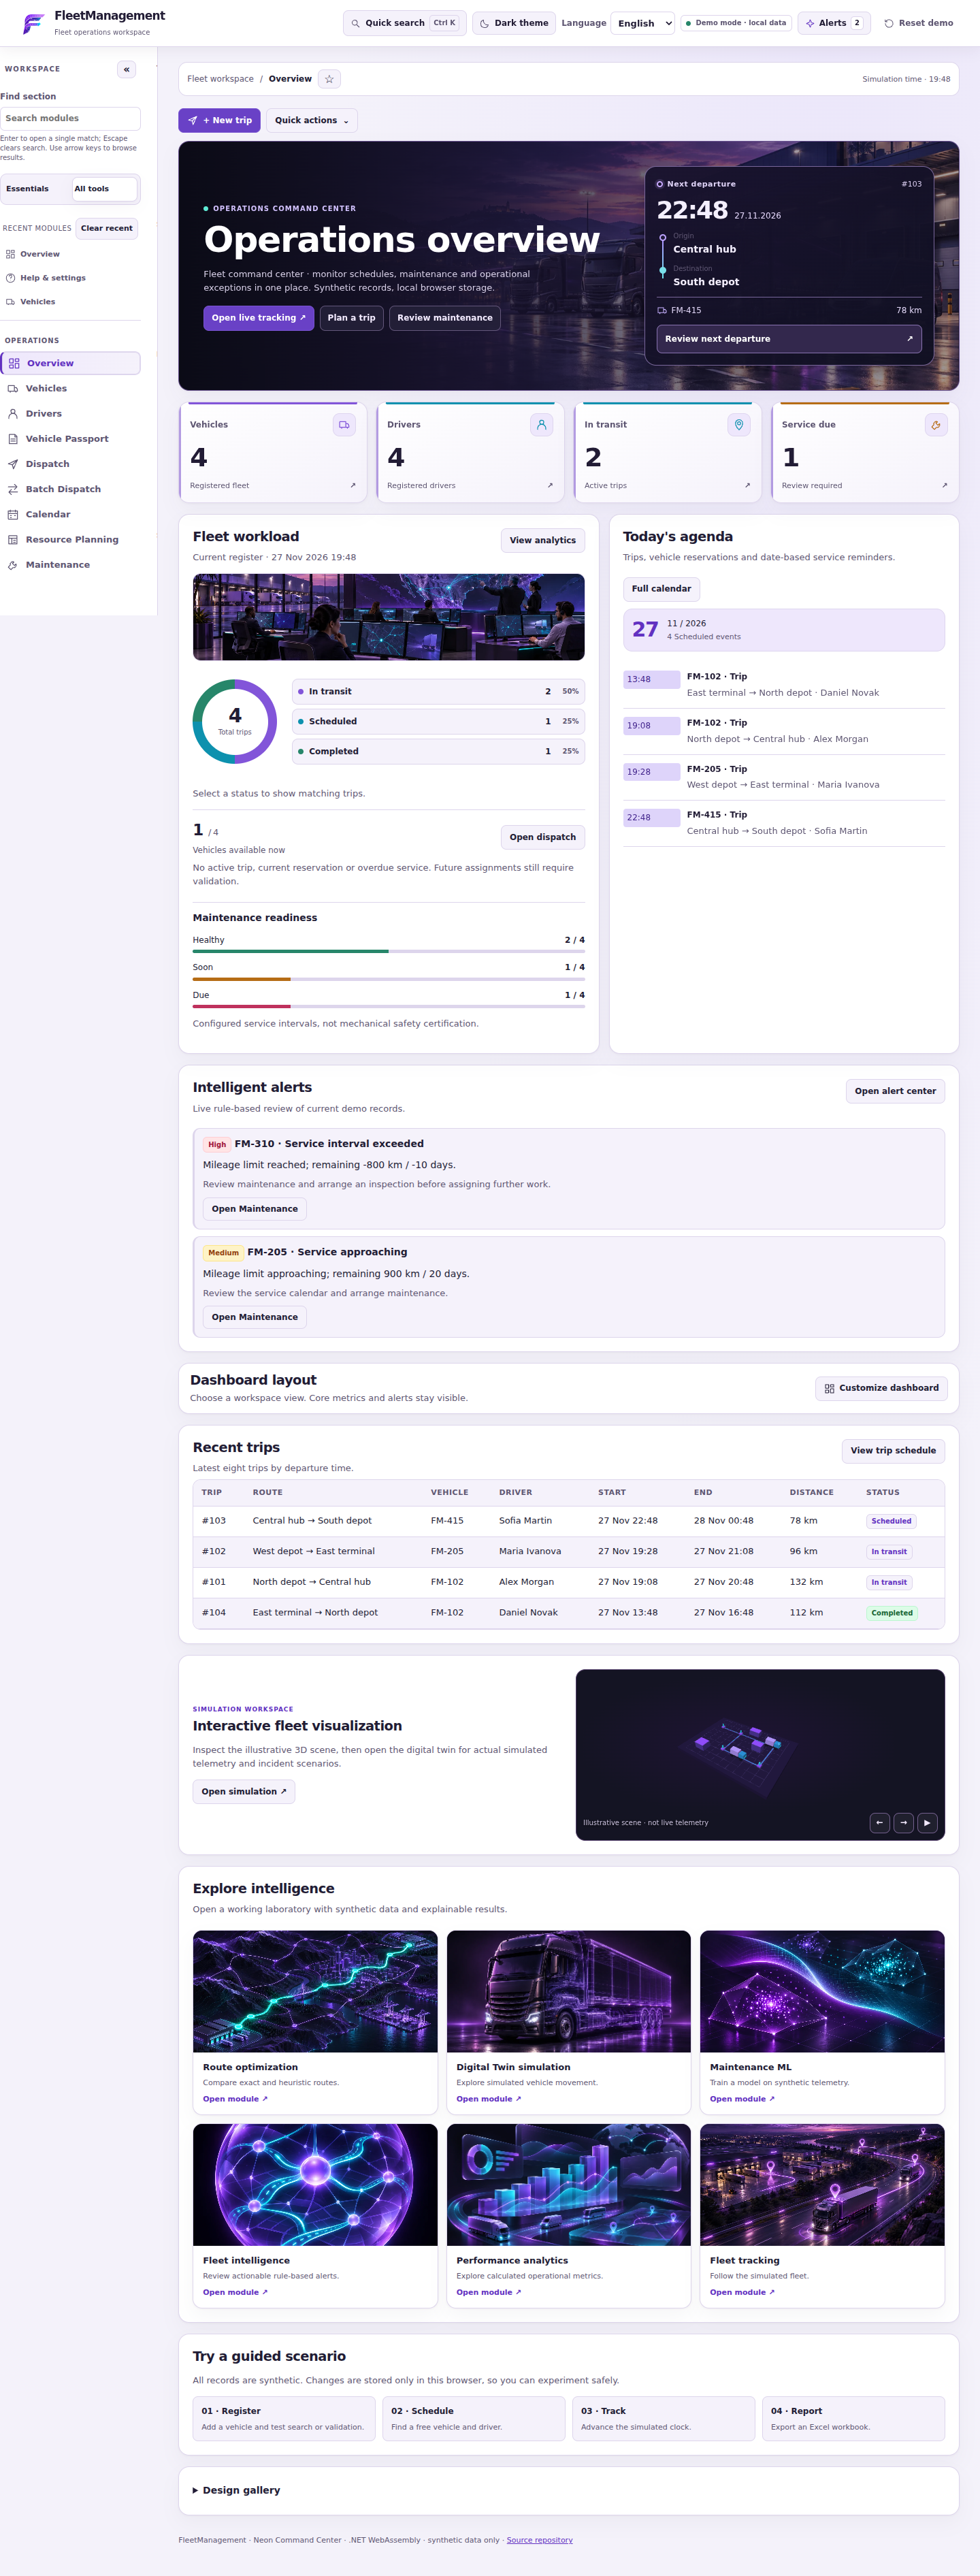 FleetManagement
Fleet operations workspace
Quick search Ctrl K
Dark theme
Language English
Demo mode · local data
Alerts 2
Reset demo
WORKSPACE «
Find section
Search modules
Enter to open a single match; Escape
clears search. Use arrow keys to browse
results.
Essentials All tools
RECENT MODULES Clear recent
Overview
Help & settings
Vehicles
OPERATIONS
Overview
Vehicles
Drivers
Vehicle Passport
Dispatch
Batch Dispatch
Calendar
Resource Planning
Maintenance
Fleet workspace / Overview ☆
Simulation time · 19:48
+ New trip
Quick actions ⌄
OPERATIONS COMMAND CENTER
Operations overview
Fleet command center · monitor schedules, maintenance and operational
exceptions in one place. Synthetic records, local browser storage.
Open live tracking ↗
Plan a trip
Review maintenance
Next departure #103
22:48 27.11.2026
Origin
Central hub
Destination
South depot
FM-415 78 km
Review next departure ↗
Vehicles
4
Registered fleet ↗
Drivers
4
Registered drivers ↗
In transit
2
Active trips ↗
Service due
1
Review required ↗
Fleet workload
Current register · 27 Nov 2026 19:48
View analytics
4
Total trips
In transit 2 50%
Scheduled 1 25%
Completed 1 25%
Select a status to show matching trips.
1 / 4
Vehicles available now
Open dispatch
No active trip, current reservation or overdue service. Future assignments still require
validation.
Maintenance readiness
Healthy 2 / 4
Soon 1 / 4
Due 1 / 4
Configured service intervals, not mechanical safety certification.
Today's agenda
Trips, vehicle reservations and date-based service reminders.
Full calendar
27 11 / 2026
4 Scheduled events
13:48 FM-102 · Trip
East terminal → North depot · Daniel Novak
19:08 FM-102 · Trip
North depot → Central hub · Alex Morgan
19:28 FM-205 · Trip
West depot → East terminal · Maria Ivanova
22:48 FM-415 · Trip
Central hub → South depot · Sofia Martin
Intelligent alerts
Live rule-based review of current demo records.
Open alert center
High FM-310 · Service interval exceeded
Mileage limit reached; remaining -800 km / -10 days.
Review maintenance and arrange an inspection before assigning further work.
Open Maintenance
Medium FM-205 · Service approaching
Mileage limit approaching; remaining 900 km / 20 days.
Review the service calendar and arrange maintenance.
Open Maintenance
Dashboard layout
Choose a workspace view. Core metrics and alerts stay visible.
Customize dashboard
Recent trips
Latest eight trips by departure time.
View trip schedule
TRIP ROUTE VEHICLE DRIVER START END DISTANCE STATUS
#103 Central hub → South depot FM-415 Sofia Martin 27 Nov 22:48 28 Nov 00:48 78 km Scheduled
#102 West depot → East terminal FM-205 Maria Ivanova 27 Nov 19:28 27 Nov 21:08 96 km In transit
#101 North depot → Central hub FM-102 Alex Morgan 27 Nov 19:08 27 Nov 20:48 132 km In transit
#104 East terminal → North depot FM-102 Daniel Novak 27 Nov 13:48 27 Nov 16:48 112 km Completed
SIMULATION WORKSPACE
Interactive fleet visualization
Inspect the illustrative 3D scene, then open the digital twin for actual simulated
telemetry and incident scenarios.
Open simulation ↗
Illustrative scene · not live telemetry
← → ▶
Explore intelligence
Open a working laboratory with synthetic data and explainable results.
Route optimization
Compare exact and heuristic routes.
Open module ↗
Digital Twin simulation
Explore simulated vehicle movement.
Open module ↗
Maintenance ML
Train a model on synthetic telemetry.
Open module ↗
Fleet intelligence
Review actionable rule-based alerts.
Open module ↗
Performance analytics
Explore calculated operational metrics.
Open module ↗
Fleet tracking
Follow the simulated fleet.
Open module ↗
Try a guided scenario
All records are synthetic. Changes are stored only in this browser, so you can experiment safely.
01 · Register
Add a vehicle and test search or validation.
02 · Schedule
Find a free vehicle and driver.
03 · Track
Advance the simulated clock.
04 · Report
Export an Excel workbook.
▶ Design gallery
FleetManagement · Neon Command Center · .NET WebAssembly · synthetic data only · Source repository